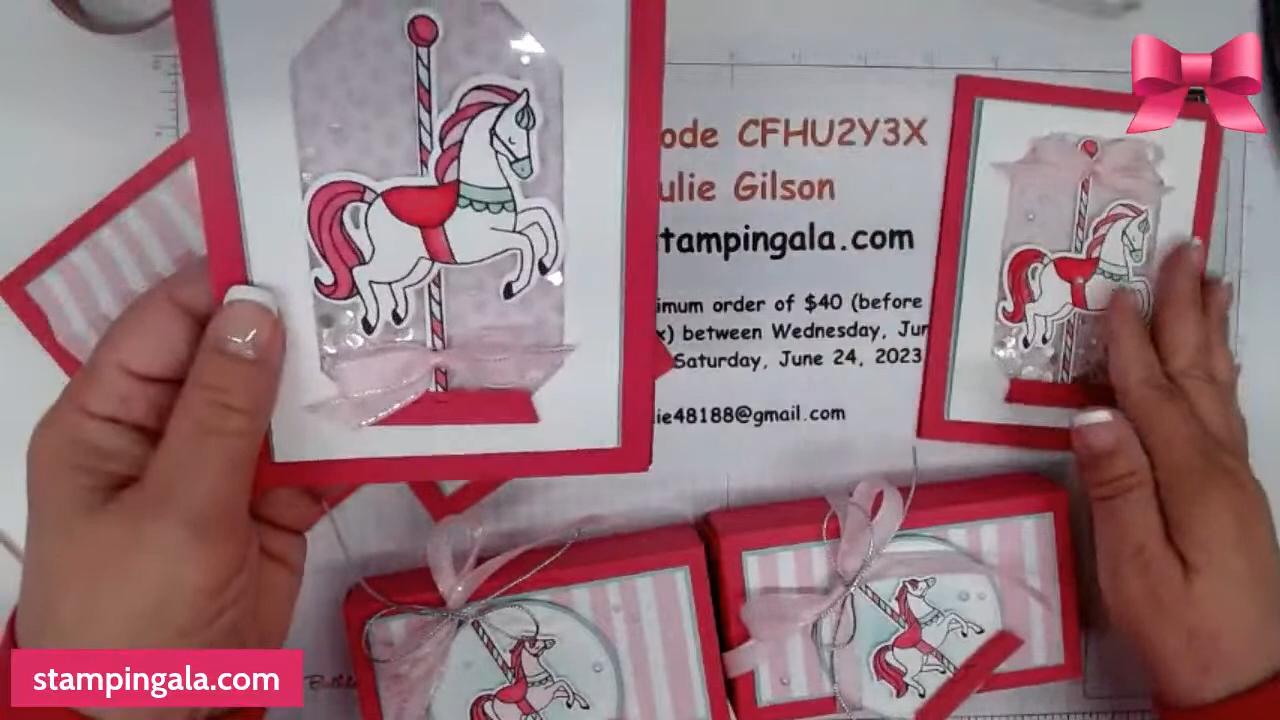 ode CFHU2Y3X
ulie Gilson
tampingala.com
imum order of $40 (before
x) between Wednesday, Jun
Saturday, June 24, 2023
ie48188@gmail.com
stampingala.com